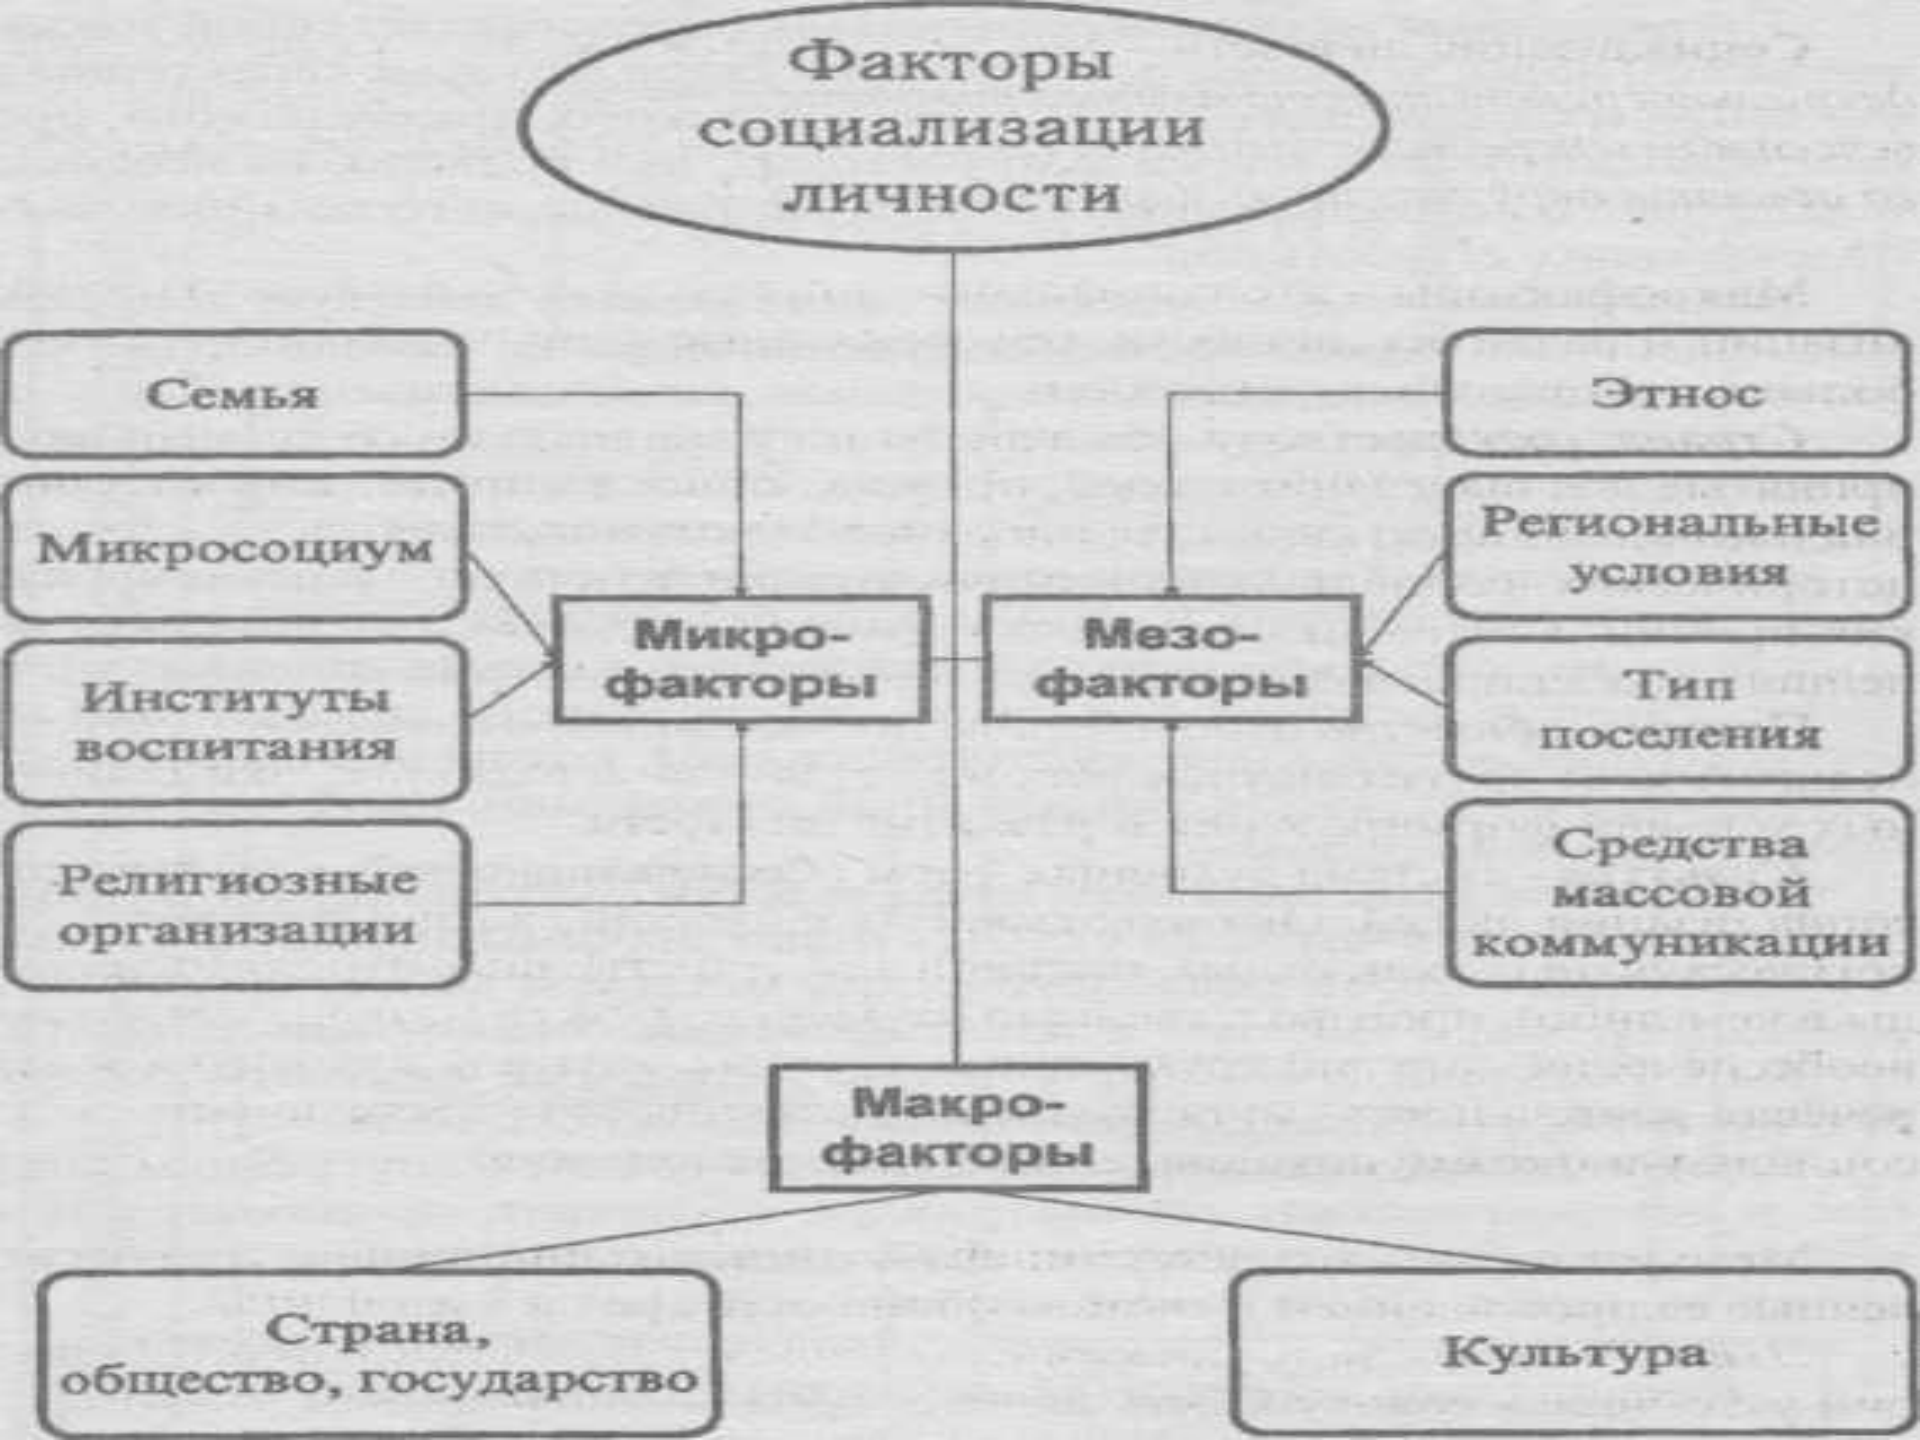 Факторы
социализации
личности
Семья
Микросоциум
Институты
воспитания
Религиозные
организации
Микро-
факторы
Мезо-
факторы
Этнос
Региональные
условия
Тип
поселения
Средства
массовой
коммуникации
Макро-
факторы
Страна,
общество, государство
Культура